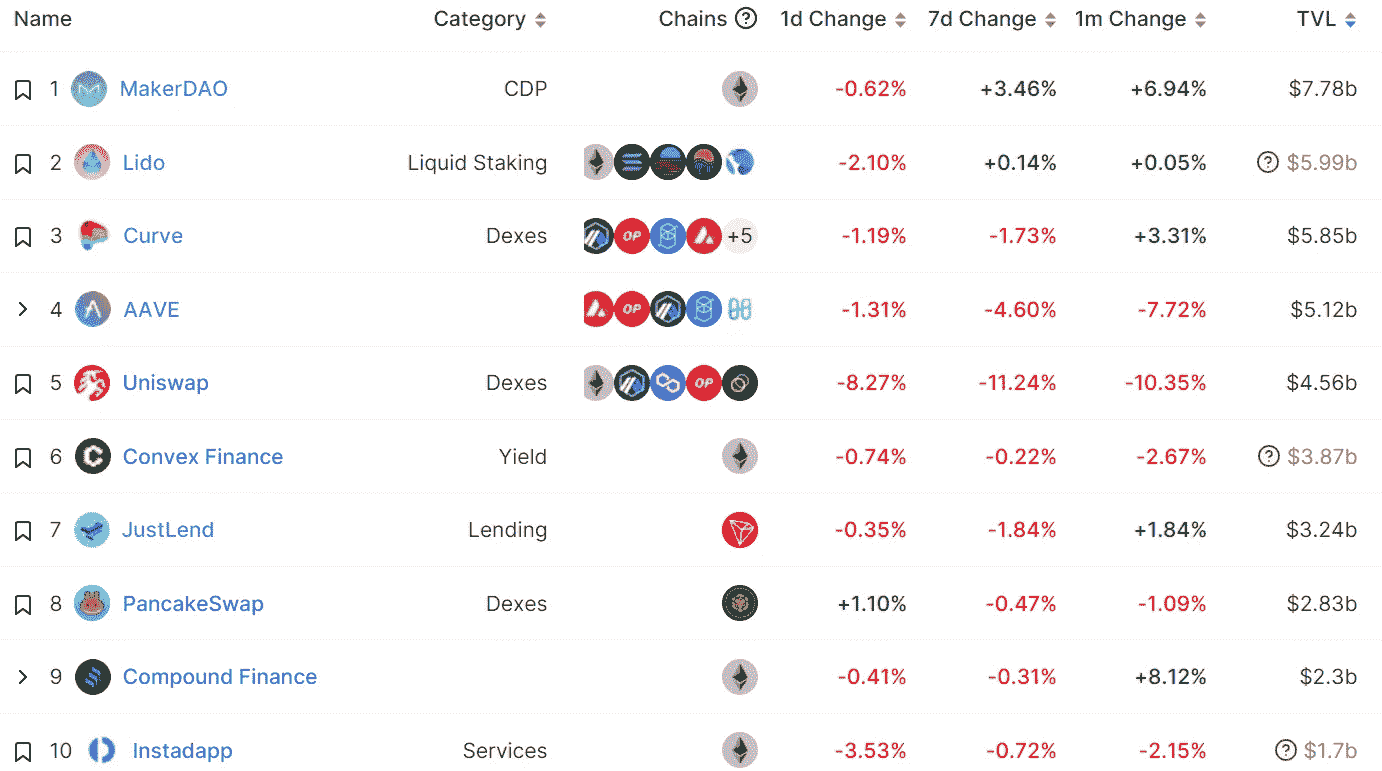 Name Category Chains ? 1d Change 7d Change 1m Change TVL
1 MakerDAO CDP -0.62% +3.46% +6.94% $7.78b
2 Lido Liquid Staking -2.10% +0.14% +0.05% ? $5.99b
3 Curve Dexes OP +5 -1.19% -1.73% +3.31% $5.85b
4 AAVE OP -1.31% -4.60% -7.72% $5.12b
5 Uniswap Dexes OP -8.27% -11.24% -10.35% $4.56b
6 Convex Finance Yield -0.74% -0.22% -2.67% ? $3.87b
7 JustLend Lending -0.35% -1.84% +1.84% $3.24b
8 PancakeSwap Dexes +1.10% -0.47% -1.09% $2.83b
9 Compound Finance -0.41% -0.31% +8.12% $2.3b
10 Instadapp Services -3.53% -0.72% -2.15% ? $1.7b